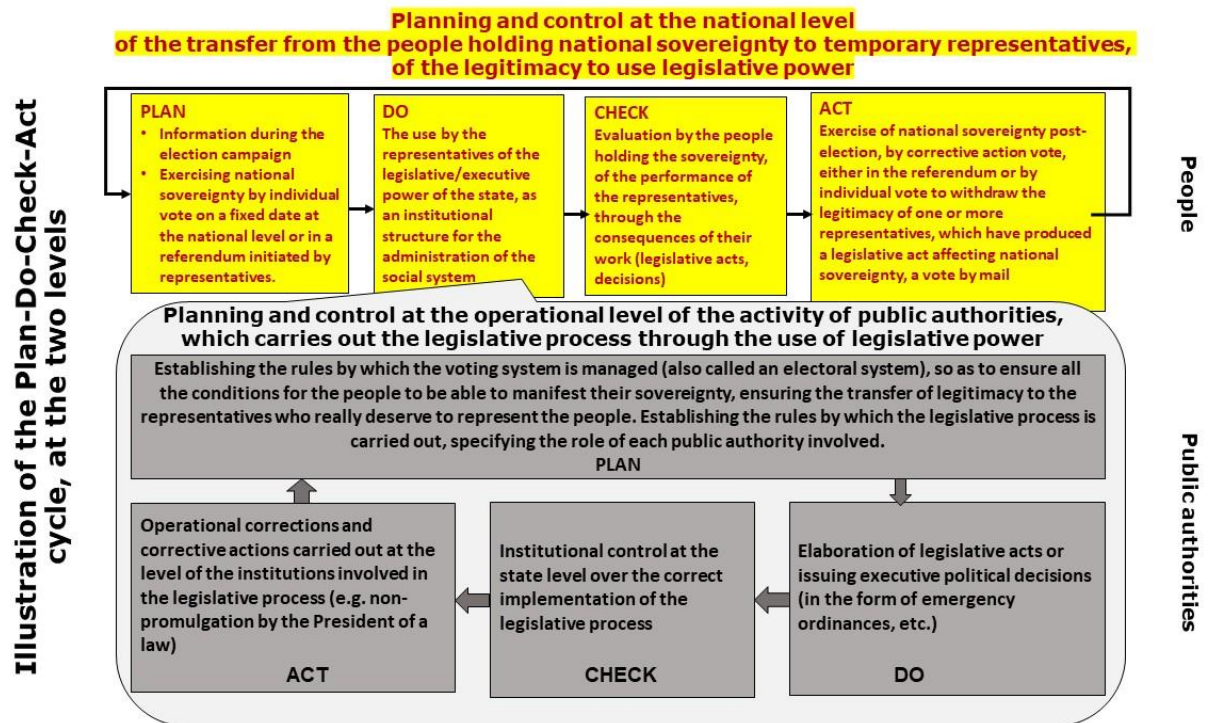 Planning and control at the national level
of the transfer from the people holding national sovereignty to temporary representatives,
of the legitimacy to use legislative power
Illustration of the Plan-Do-Check-Act
cycle, at the two levels
PLAN
• Information during the
election campaign
• Exercising national
sovereignty by individual
vote on a fixed date at
the national level or in a
referendum initiated by
representatives.
DO
The use by the
representatives of the
legislative/executive
power of the state, as
an institutional
structure for the
administration of the
social system
CHECK
Evaluation by the people
holding the sovereignty,
of the performance of
the representatives,
through the
consequences of their
work (legislative acts,
decisions)
ACT
Exercise of national sovereignty post-
election, by corrective action vote,
either in the referendum or by
individual vote to withdraw the
legitimacy of one or more
representatives, which have produced
a legislative act affecting national
sovereignty, a vote by mail
People
Planning and control at the operational level of the activity of public authorities,
which carries out the legislative process through the use of legislative power
Establishing the rules by which the voting system is managed (also called an electoral system), so as to ensure all
the conditions for the people to be able to manifest their sovereignty, ensuring the transfer of legitimacy to the
representatives who really deserve to represent the people. Establishing the rules by which the legislative process is
carried out, specifying the role of each public authority involved.
PLAN
Operational corrections and
corrective actions carried out at the
level of the institutions involved in
the legislative process (e.g. non-
promulgation by the President of a
law)
ACT
Institutional control at the
state level over the correct
implementation of the
legislative process
CHECK
Elaboration of legislative acts or
issuing executive political decisions
(in the form of emergency
ordinances, etc.)
DO
Public authorities